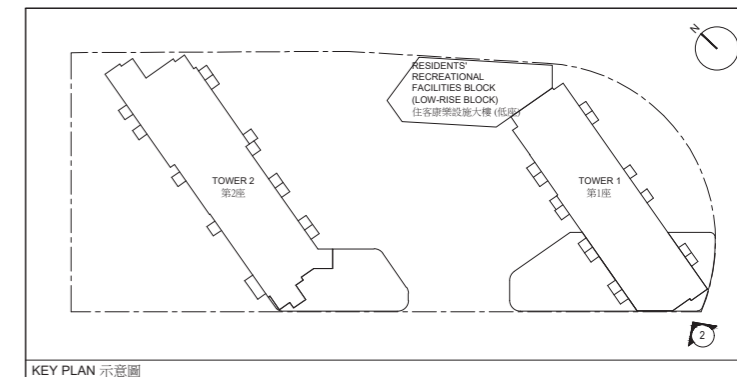 N
RESIDENTS'
RECREATIONAL
FACILITIES BLOCK
(LOW-RISE BLOCK)
住客康樂設施大樓 (低座)
TOWER 2
第2座
TOWER 1
第1座
2
KEY PLAN 示意圖